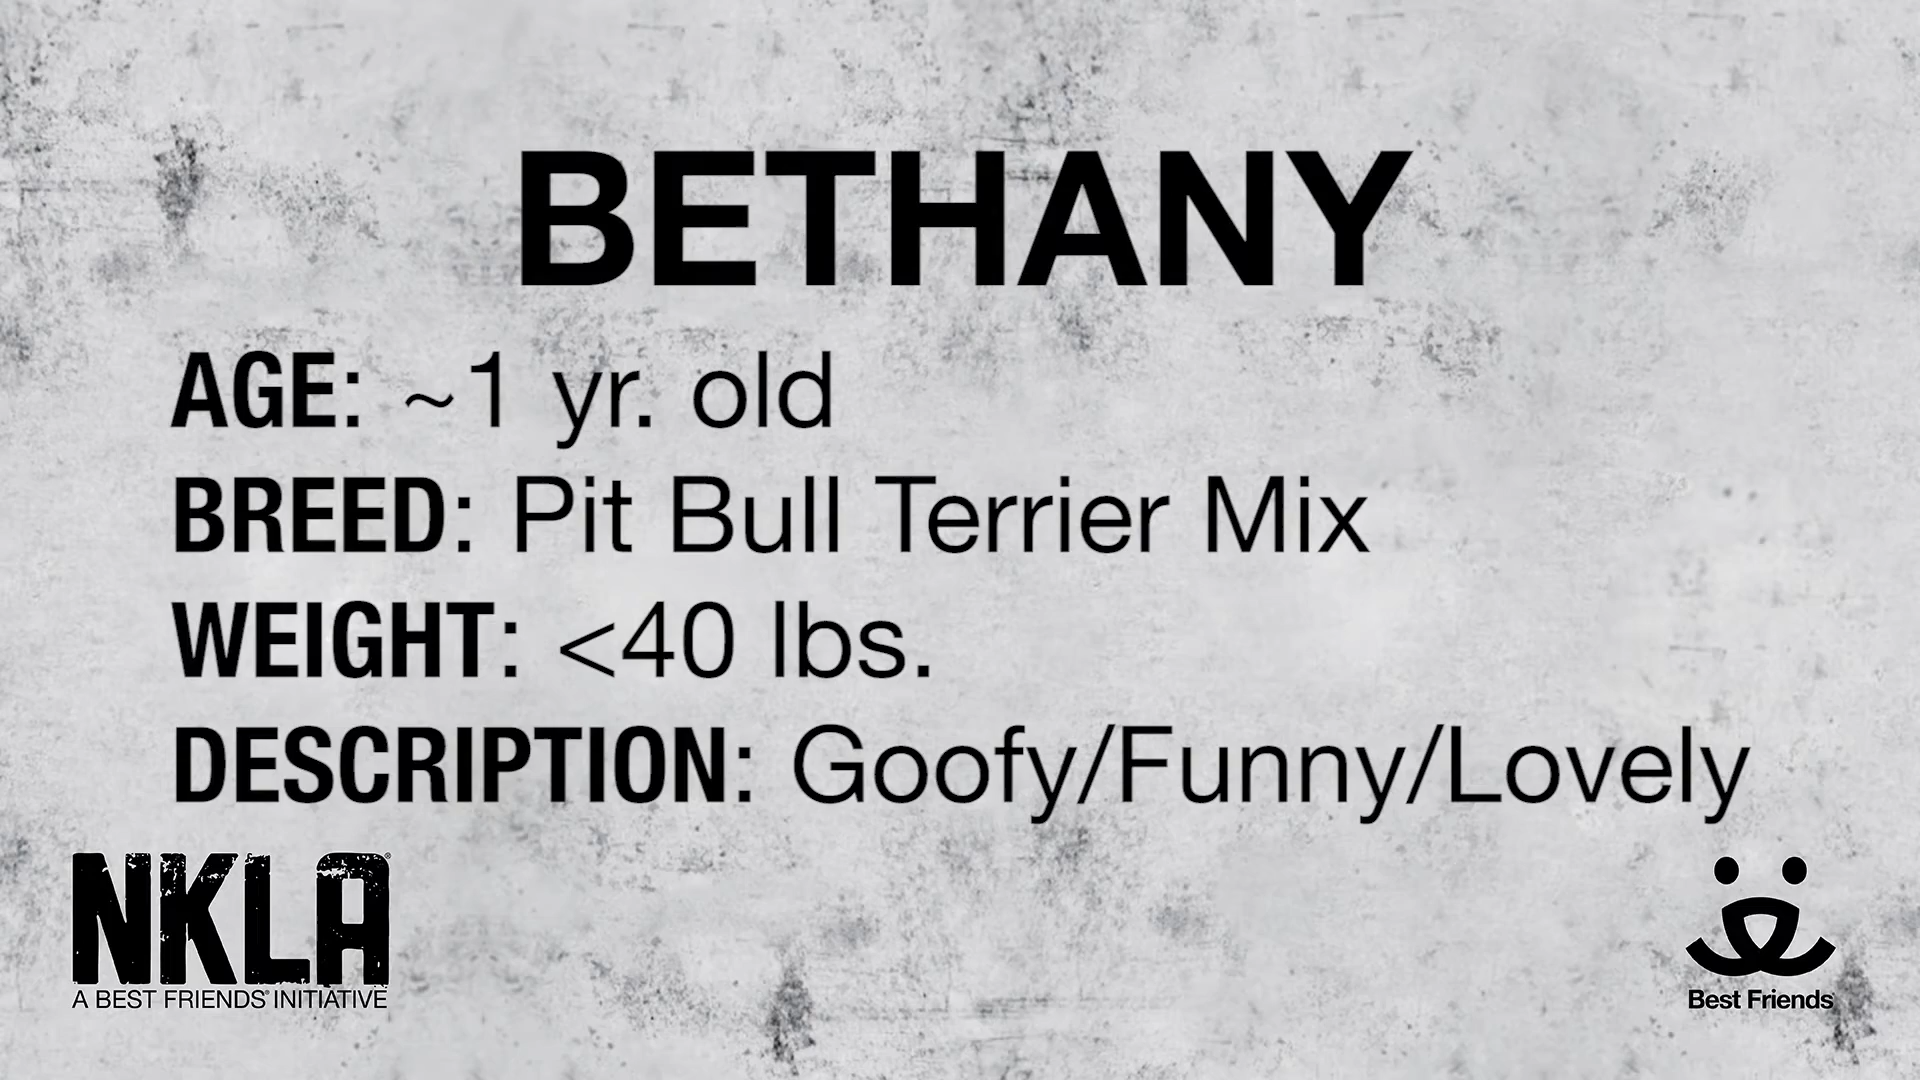 BETHANY
AGE: ~1 yr. old
BREED: Pit Bull Terrier Mix
WEIGHT: <40 lbs.
DESCRIPTION: Goofy/Funny/Lovely
NKLA®
A BEST FRIENDS® INITIATIVE
Best Friends